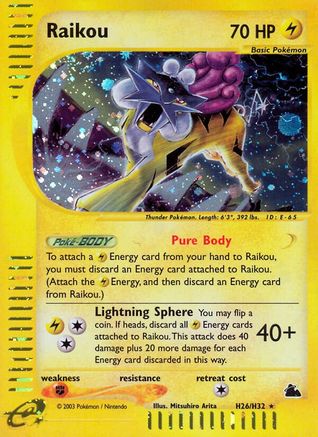 Raikou 70 HP
Basic Pokémon
Thunder Pokémon. Length: 6'3", 392 lbs. ID: E-65
Poké-BODY Pure Body
To attach a Energy card from your hand to Raikou,
you must discard an Energy card attached to Raikou.
(Attach the Energy, and then discard an Energy
card from Raikou.)
Lightning Sphere You may flip a
coin. If heads, discard all Energy cards
attached to Raikou. This attack does 40
damage plus 20 more damage for each
Energy card discarded in this way.
40+
weakness resistance retreat cost
© 2003 Pokémon / Nintendo Illus. Mitsuhiro Arita H26/H32 ★
e